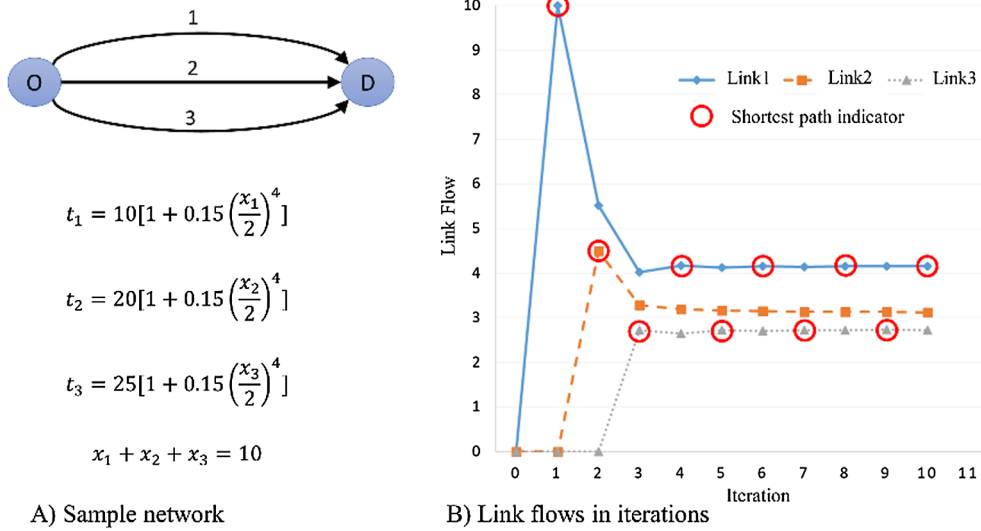 1
2
3
O
D
t₁ = 10[1 + 0.15(x₁/2)⁴]
t₂ = 20[1 + 0.15(x₂/2)⁴]
t₃ = 25[1 + 0.15(x₃/2)⁴]
x₁ + x₂ + x₃ = 10
A) Sample network
10
9
8
7
6
5
4
3
2
1
0
Link Flow
Link1 Link2 Link3
Shortest path indicator
0 1 2 3 4 5 6 7 8 9 10 11
Iteration
B) Link flows in iterations